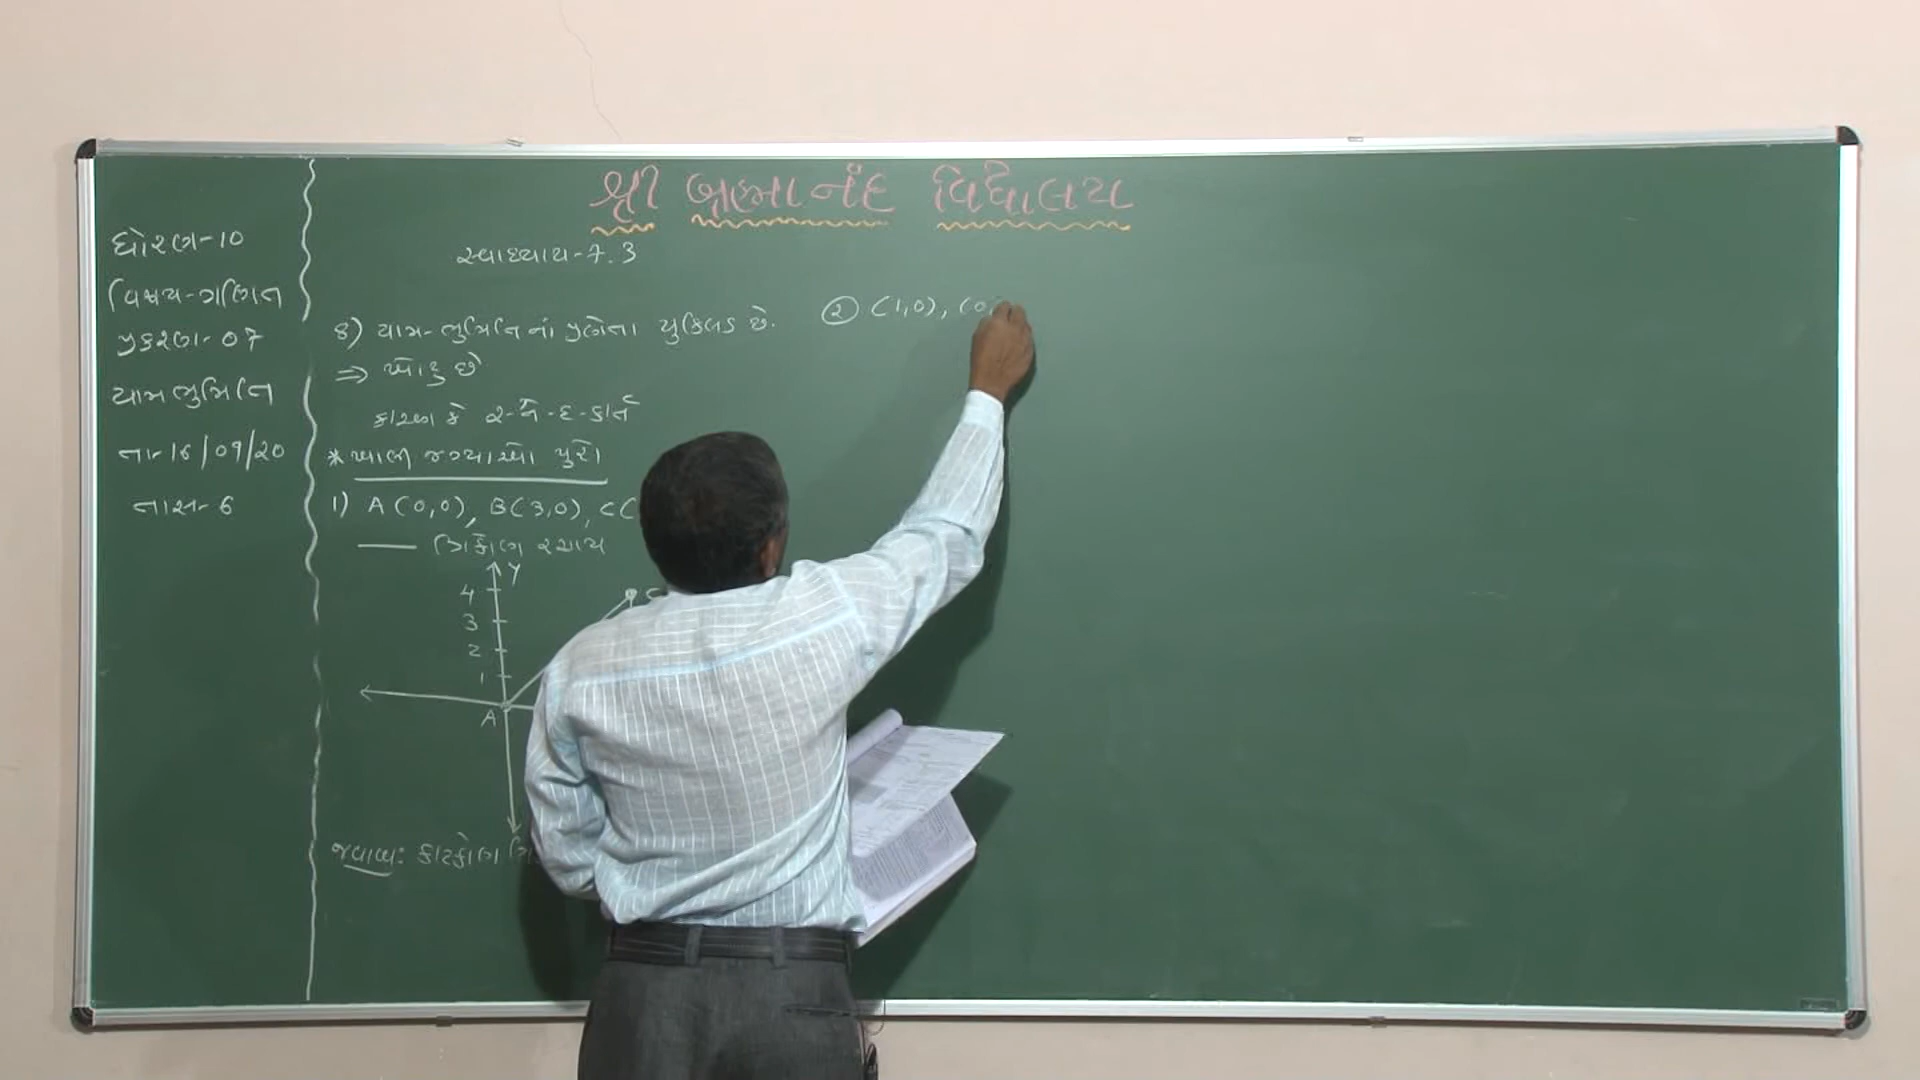 શ્રી બ્રહ્માનંદ વિદ્યાલય
ધોરણ-10
વિષય-ગણિત
પ્રકરણ-07
યામભુમિતિ
તા-16/09/20
તાસ-6
સ્વાધ્યાય-7.3
8) યામ-ભુમિતિ નાં પ્રણેતા યુક્લિડ છે.
⇒ ખોટુ છે
કારણ કે રેને-દ-કાર્ત
* ખાલી જગ્યાઓ પુરો
1) A(0,0), B(3,0), C(
—— ત્રિકોણ રચાય
Y
4
3
2
1
A
C
જવાબ: કાટકોણ
② (1,0), (0,